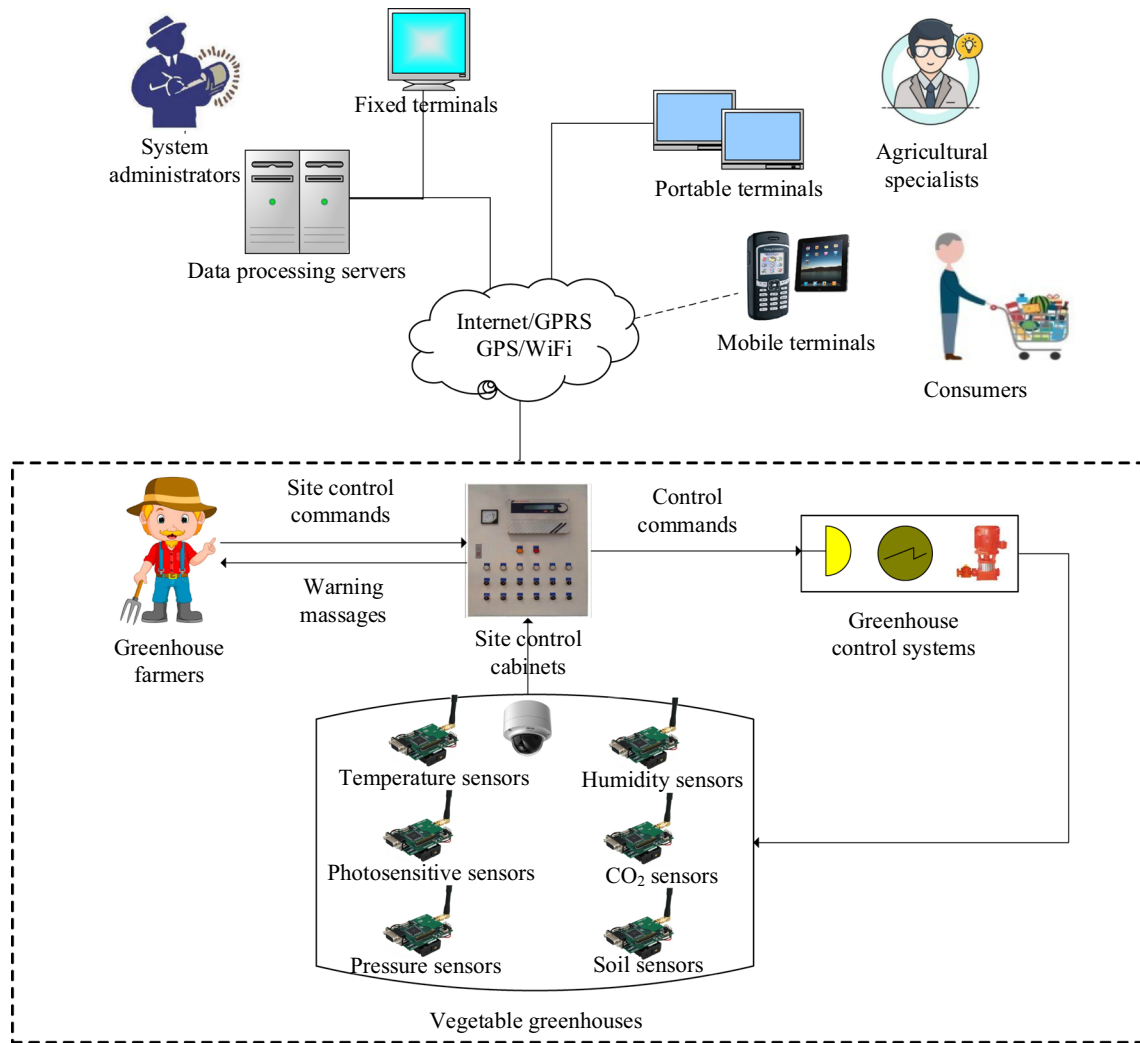 Fixed terminals
System
administrators
Data processing servers
Portable terminals
Agricultural
specialists
Internet/GPRS
GPS/WiFi
Mobile terminals
Consumers
Site control
commands
Warning
massages
Greenhouse
farmers
Site control
cabinets
Control
commands
Greenhouse
control systems
Temperature sensors
Humidity sensors
Photosensitive sensors
CO₂ sensors
Pressure sensors
Soil sensors
Vegetable greenhouses